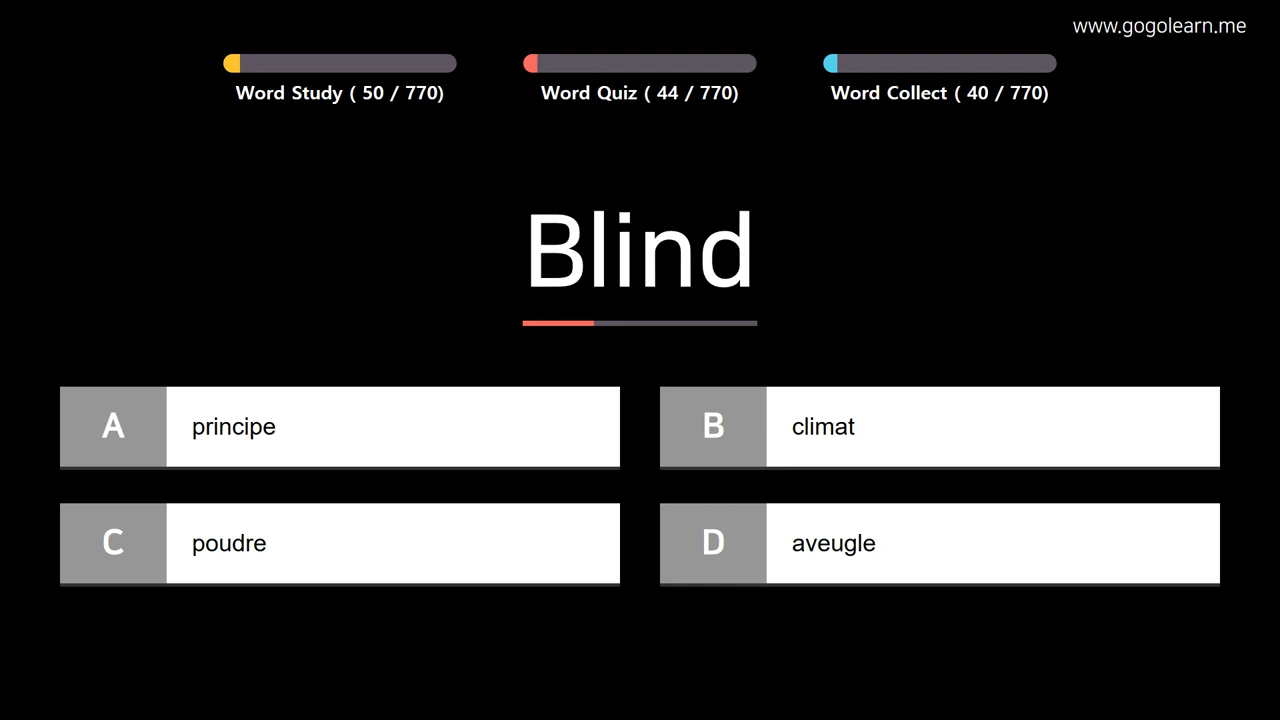 www.gogolearn.me
Word Study ( 50 / 770)
Word Quiz ( 44 / 770)
Word Collect ( 40 / 770)
Blind
A principe
B climat
C poudre
D aveugle